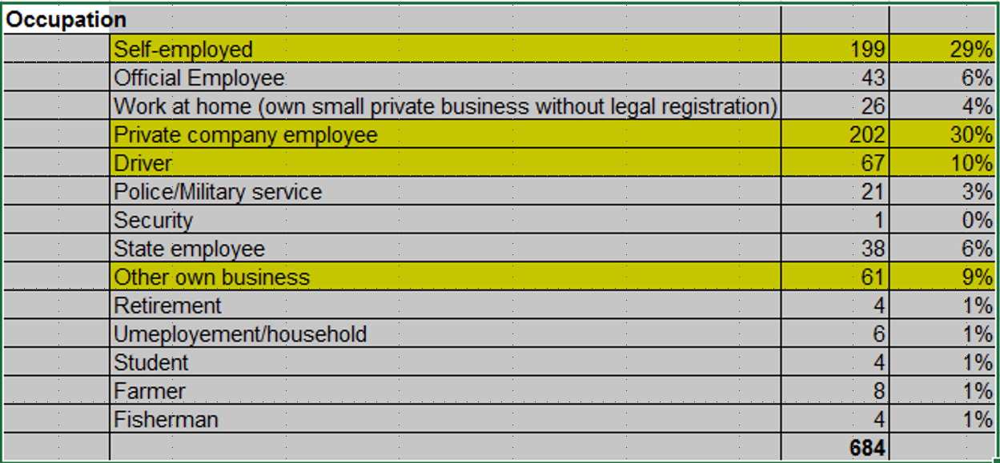 Occupation
Self-employed 199 29%
Official Employee 43 6%
Work at home (own small private business without legal registration) 26 4%
Private company employee 202 30%
Driver 67 10%
Police/Military service 21 3%
Security 1 0%
State employee 38 6%
Other own business 61 9%
Retirement 4 1%
Umeployement/household 6 1%
Student 4 1%
Farmer 8 1%
Fisherman 4 1%
684